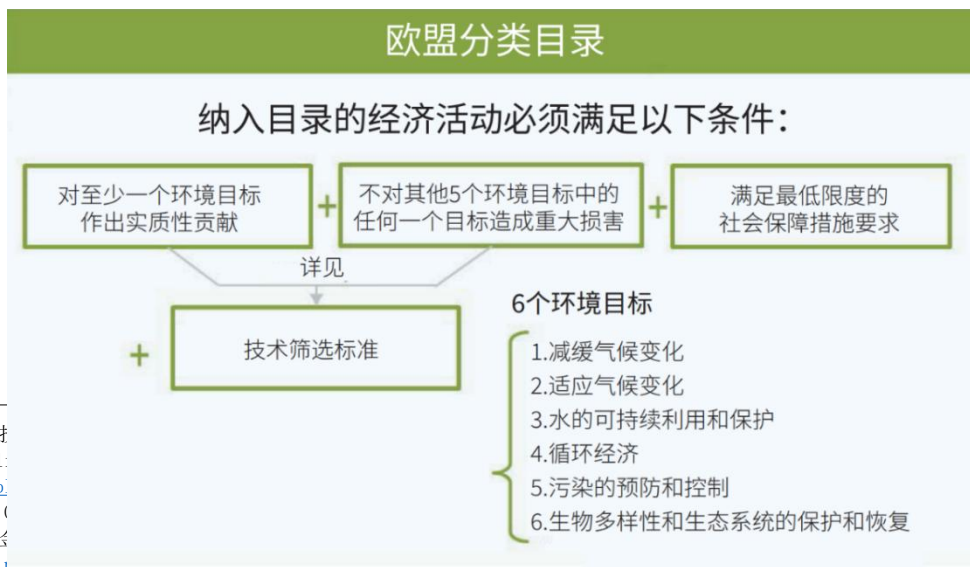 欧盟分类目录
纳入目录的经济活动必须满足以下条件：
对至少一个环境目标
作出实质性贡献
+
不对其他5个环境目标中的
任何一个目标造成重大损害
+
满足最低限度的
社会保障措施要求
详见
+
技术筛选标准
6个环境目标
1.减缓气候变化
2.适应气候变化
3.水的可持续利用和保护
4.循环经济
5.污染的预防和控制
6.生物多样性和生态系统的保护和恢复